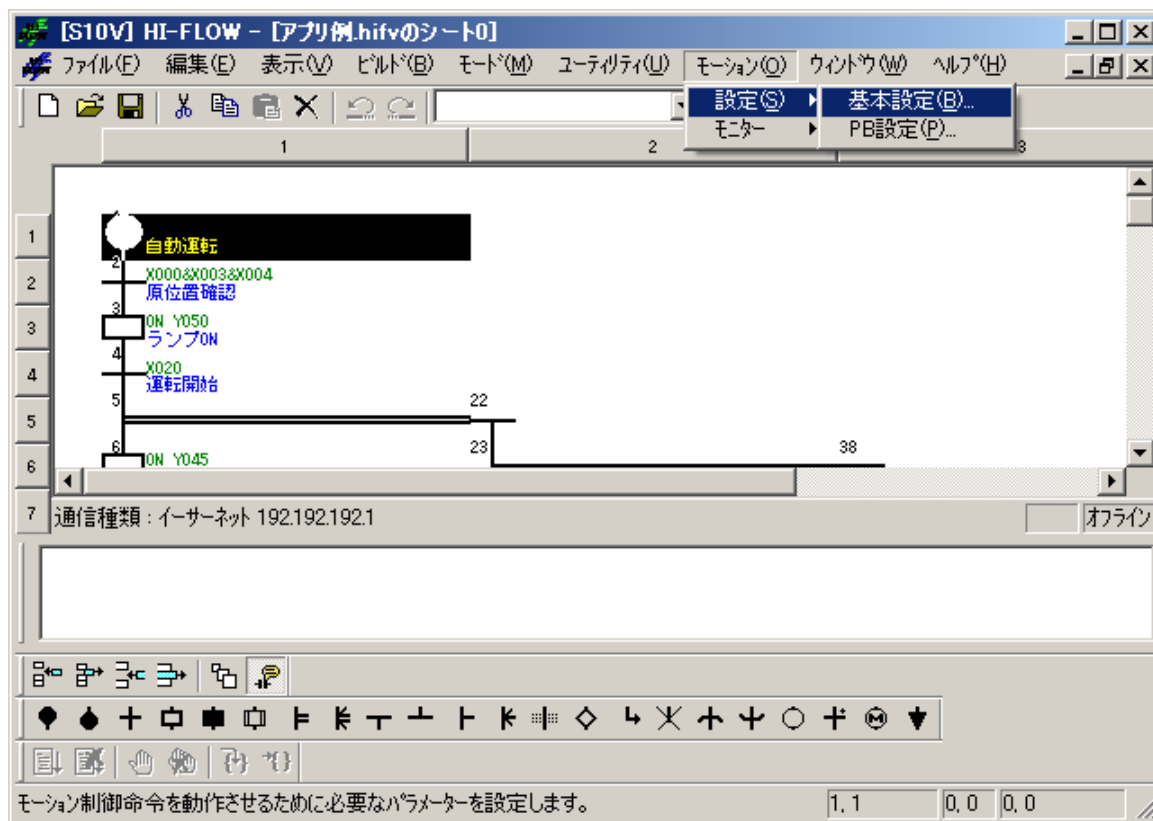 [S10V] HI-FLOW - [アプリ例.hifvのシート0]
ファイル(F) 編集(E) 表示(V) ビルド(B) モード(M) ユーティリティ(U) モーション(O) ウィンドウ(W) ヘルプ(H)
設定(S) 基本設定(B)...
モニター PB設定(P)...
1 2 3
1
自動運転
2
2
X000&X003&X004
原位置確認
3
3
ON Y050
ランプON
4
4
X020
運転開始
5 22
5
6 23 38
6
ON Y045
7
通信種類 : イーサーネット 192.192.192.1 オフライン
モーション制御命令を動作させるために必要なパラメーターを設定します。 1, 1 0, 0 0, 0